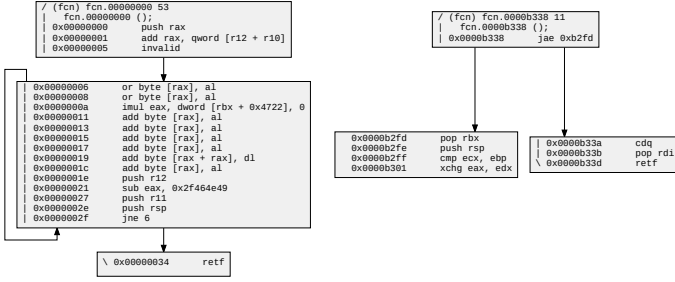 / (fcn) fcn.00000000 53
|   fcn.00000000 ();
| 0x00000000      push rax
| 0x00000001      add rax, qword [r12 + r10]
| 0x00000005      invalid
| 0x00000006      or byte [rax], al
| 0x00000008      or byte [rax], al
| 0x0000000a      imul eax, dword [rbx + 0x4722], 0
| 0x00000011      add byte [rax], al
| 0x00000013      add byte [rax], al
| 0x00000015      add byte [rax], al
| 0x00000017      add byte [rax], al
| 0x00000019      add byte [rax + rax], dl
| 0x0000001c      add byte [rax], al
| 0x0000001e      push r12
| 0x00000021      sub eax, 0x2f464e49
| 0x00000027      push r11
| 0x0000002e      push rsp
| 0x0000002f      jne 6
\ 0x00000034      retf
/ (fcn) fcn.0000b338 11
|   fcn.0000b338 ();
| 0x0000b338      jae 0xb2fd
0x0000b2fd      pop rbx
0x0000b2fe      push rsp
0x0000b2ff      cmp ecx, ebp
0x0000b301      xchg eax, edx
| 0x0000b33a      cdq
| 0x0000b33b      pop rdi
\ 0x0000b33d      retf